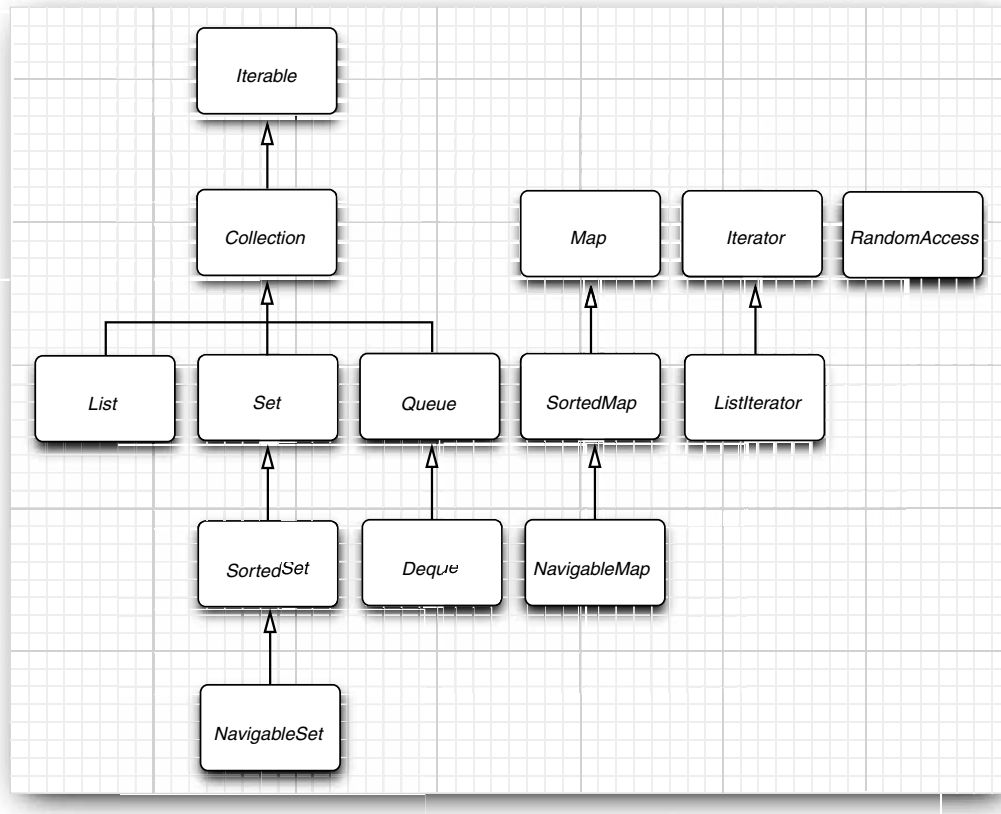 Iterable
Collection
Map
Iterator
RandomAccess
List
Set
Queue
SortedMap
ListIterator
SortedSet
Deque
NavigableMap
NavigableSet